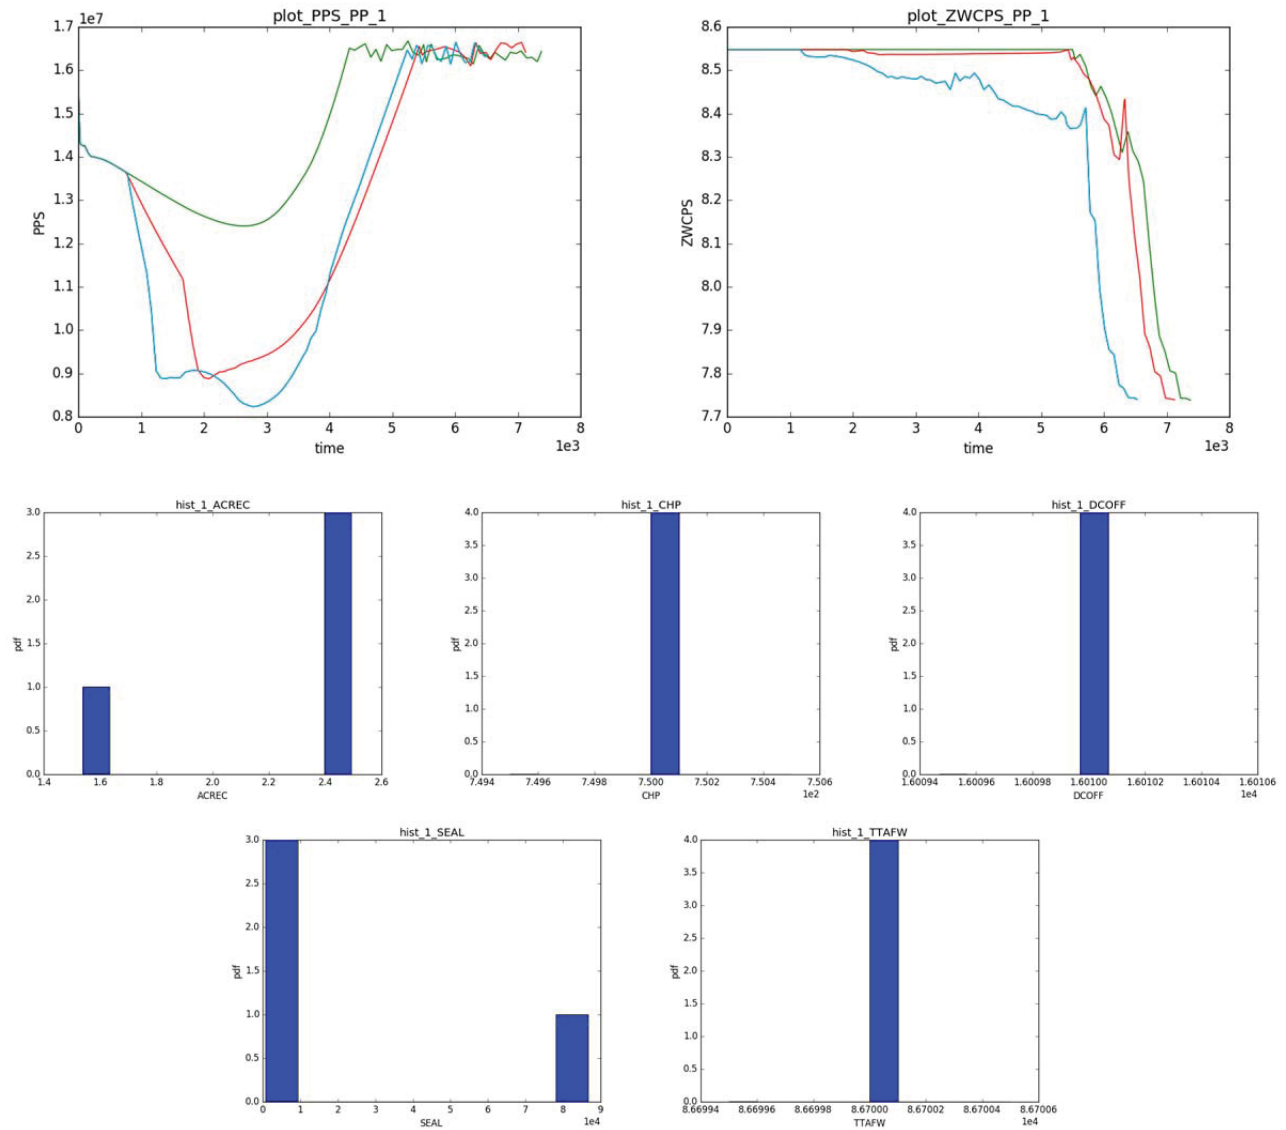 plot_PPS_PP_1
1e7
1.7
1.6
1.5
1.4
1.3
1.2
1.1
1.0
0.9
0.8
PPS
0 1 2 3 4 5 6 7 8
time 1e3
plot_ZWCPS_PP_1
8.6
8.5
8.4
8.3
8.2
8.1
8.0
7.9
7.8
7.7
ZWCPS
0 1 2 3 4 5 6 7 8
time 1e3
hist_1_ACREC
3.0
2.5
2.0
1.5
1.0
0.5
0.0
pdf
1.4 1.6 1.8 2.0 2.2 2.4 2.6
ACREC
hist_1_CHP
4.0
3.5
3.0
2.5
2.0
1.5
1.0
0.5
0.0
pdf
7.494 7.496 7.498 7.500 7.502 7.504 7.506
CHP 1e2
hist_1_DCOFF
4.0
3.5
3.0
2.5
2.0
1.5
1.0
0.5
0.0
pdf
1.60094 1.60096 1.60098 1.60100 1.60102 1.60104 1.60106
DCOFF 1e4
hist_1_SEAL
3.0
2.5
2.0
1.5
1.0
0.5
0.0
pdf
0 1 2 3 4 5 6 7 8 9
SEAL 1e4
hist_1_TTAFW
4.0
3.5
3.0
2.5
2.0
1.5
1.0
0.5
0.0
pdf
8.66994 8.66996 8.66998 8.67000 8.67002 8.67004 8.67006
TTAFW 1e4